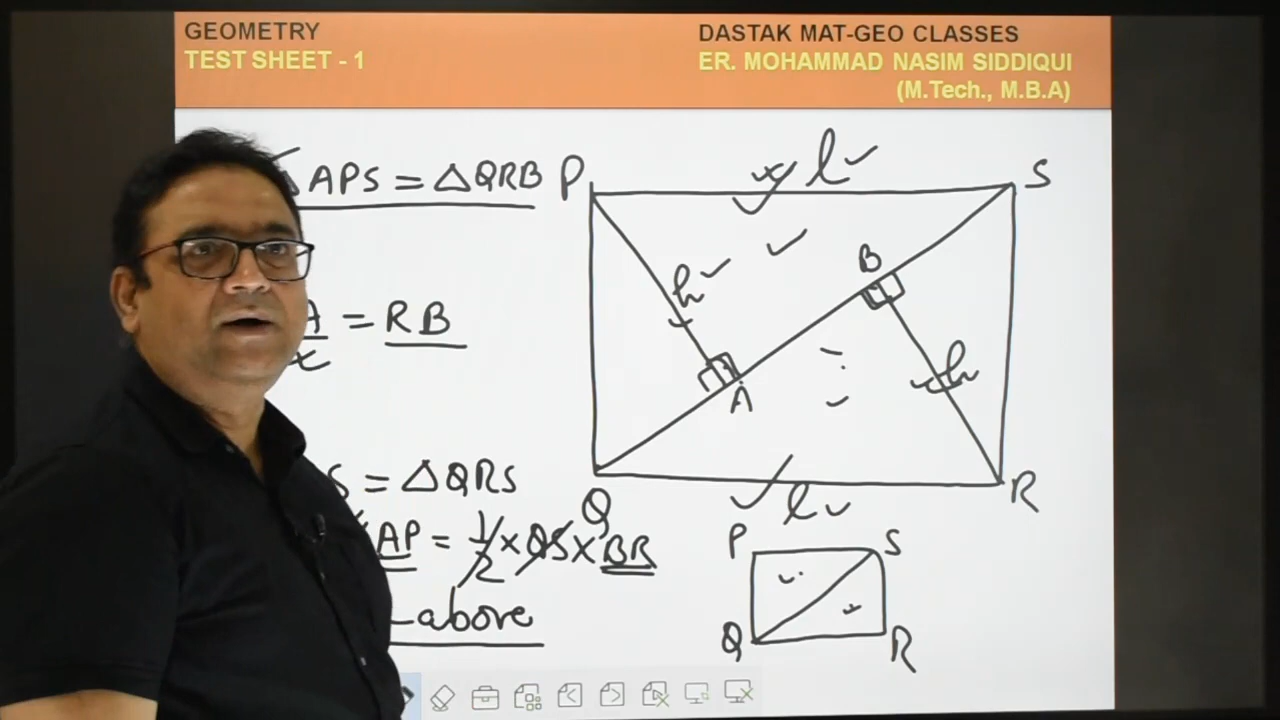 GEOMETRY
TEST SHEET - 1
DASTAK MAT-GEO CLASSES
ER. MOHAMMAD NASIM SIDDIQUI
(M.Tech., M.B.A)
APS = △QRB
= RB
S = △QRS
AP = 1/2 × QS × BR
above
P
l
S
h
B
A
h
Q
l
R
P
S
Q
R